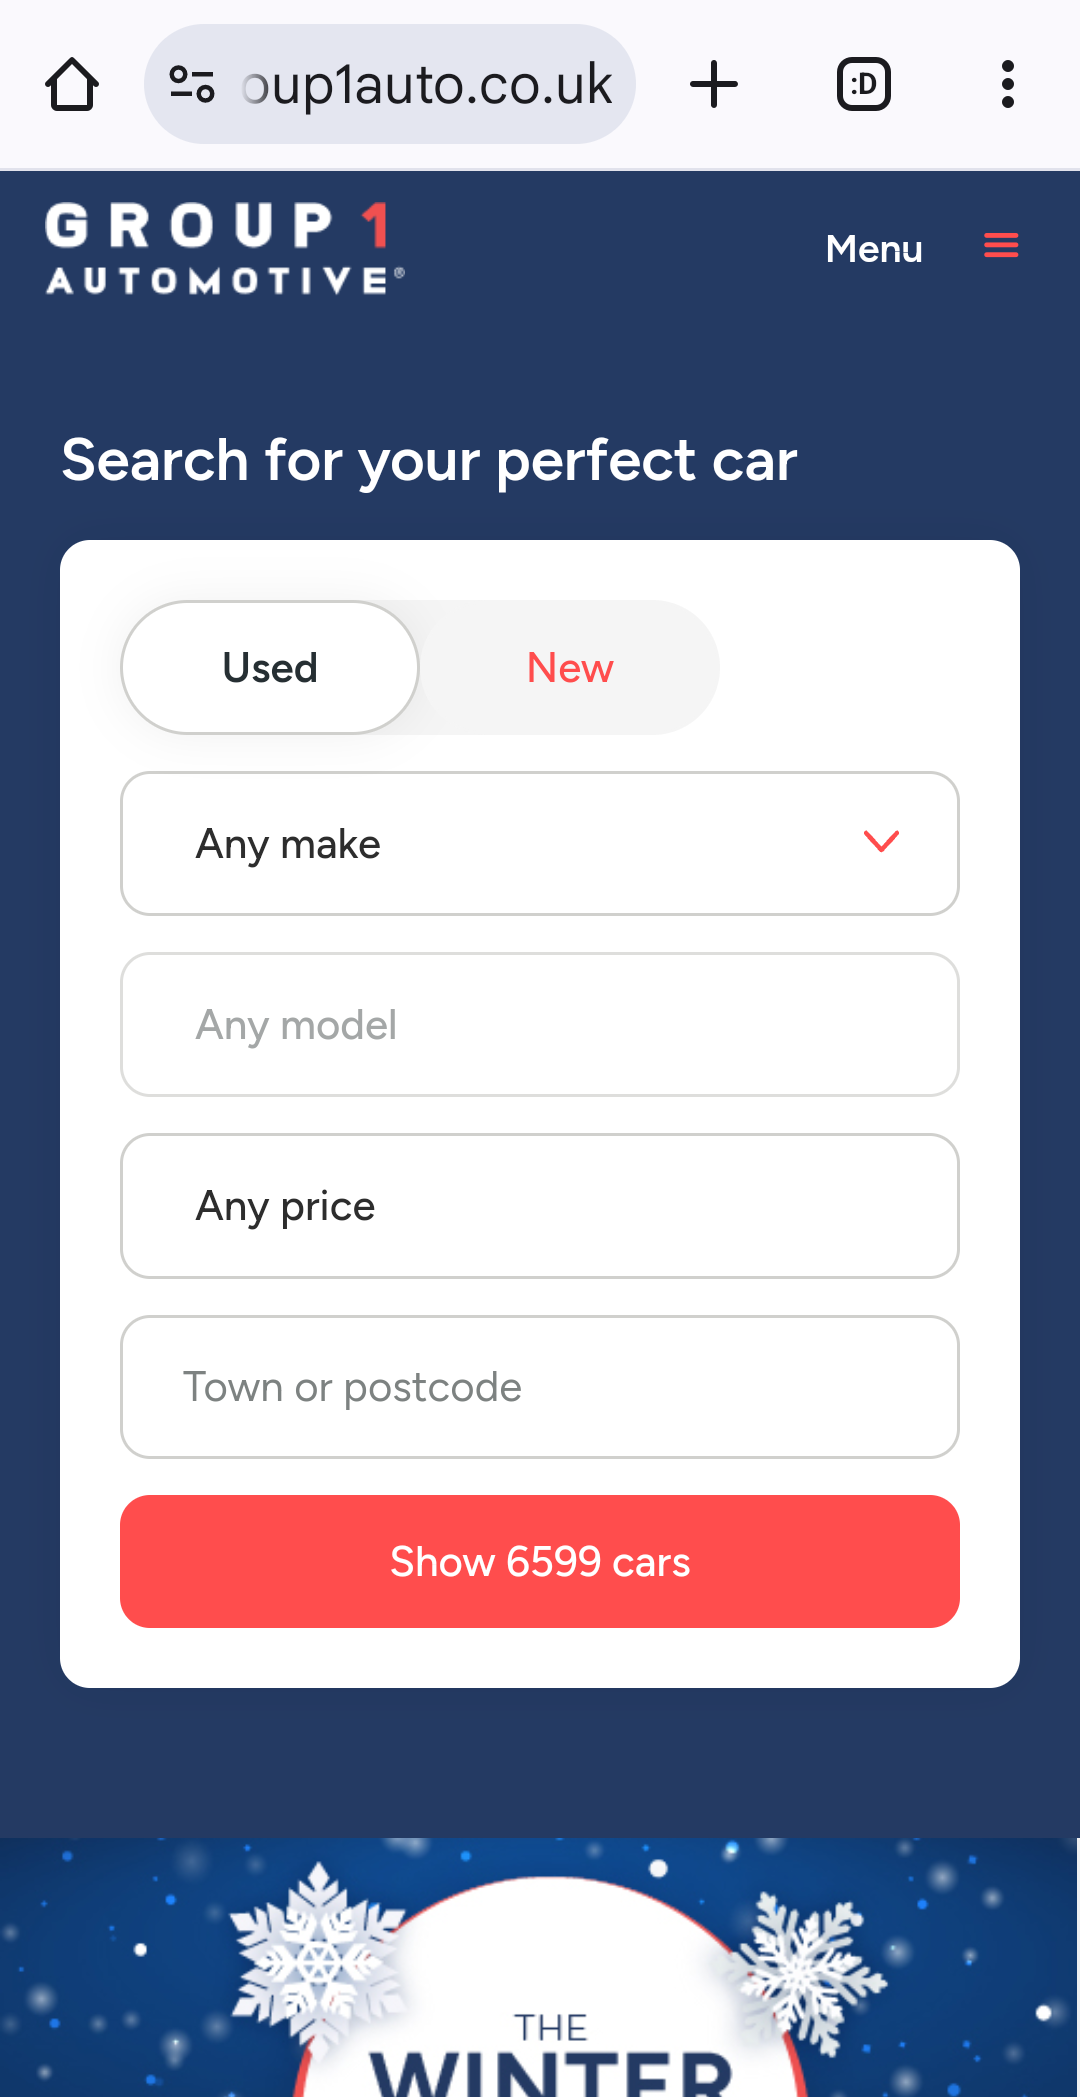 oup1auto.co.uk
:D
GROUP 1
AUTOMOTIVE®
Menu
Search for your perfect car
Used
New
Any make
Any model
Any price
Town or postcode
Show 6599 cars
THE
WINTER